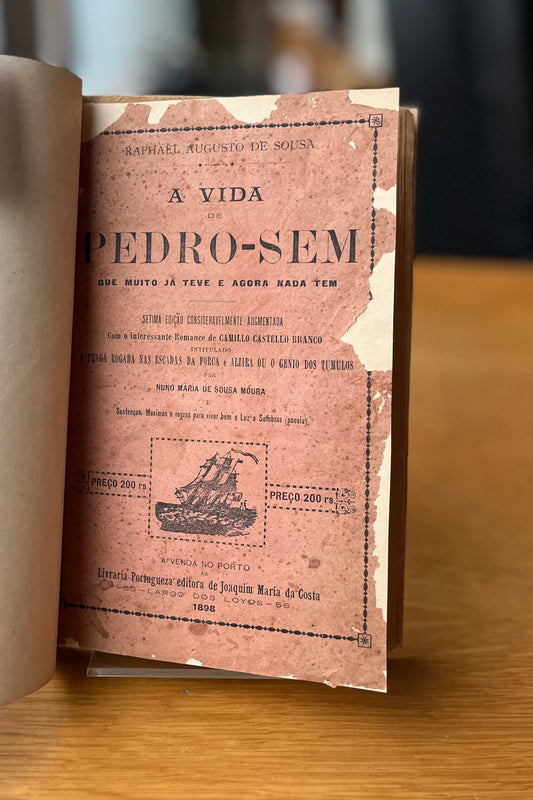 RAPHAEL AUGUSTO DE SOUSA
A VIDA
DE
PEDRO-SEM
QUE MUITO JÁ TEVE E AGORA NADA TEM
SETIMA EDIÇÃO CONSIDERAVELMENTE AUGMENTADA
Com o interessante Romance de CAMILLO CASTELLO BRANCO
INTITULADO
A PRAGA ROGADA NAS ESCADAS DA FORCA e ALZIRA OU O GENIO DOS TUMULOS
POR
NUNO MARIA DE SOUSA MOURA
E
Sentenças, Maximas e regras para viver bem e Luz e Sombras (poesia)
PREÇO 200 rs.
PREÇO 200 rs.
A' VENDA NO PORTO
NA
Livraria Portugueza editora de Joaquim Maria da Costa
55—LARGO DOS LOYOS—56
1898